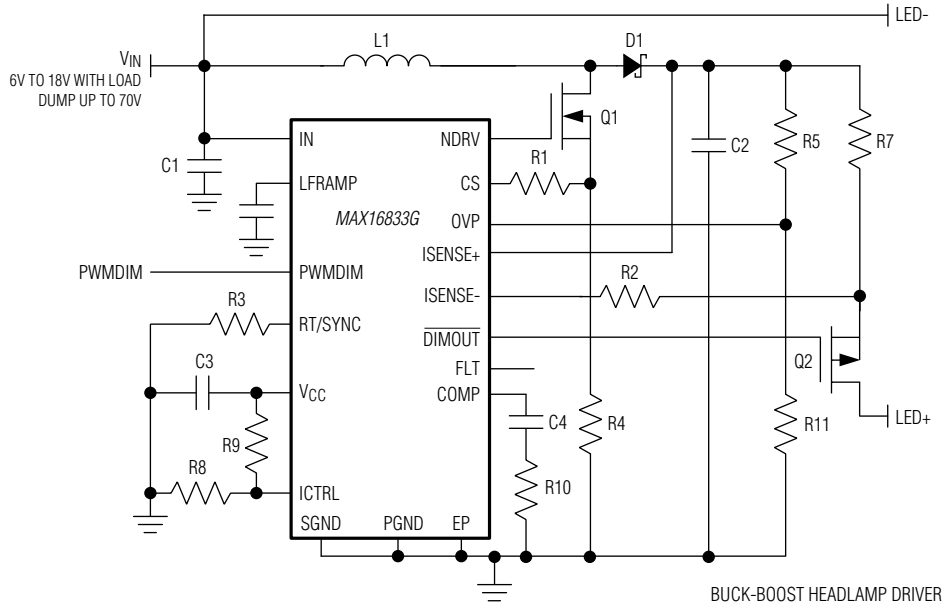 LED-
L1
D1
VIN
6V TO 18V WITH LOAD
DUMP UP TO 70V
Q1
IN
NDRV
C2
R5
R7
C1
R1
LFRAMP
CS
MAX16833G
OVP
ISENSE+
PWMDIM
PWMDIM
R2
ISENSE-
R3
RT/SYNC
DIMOUT
Q2
C3
FLT
VCC
COMP
LED+
C4
R4
R11
R9
R8
R10
ICTRL
SGND
PGND
EP
BUCK-BOOST HEADLAMP DRIVER